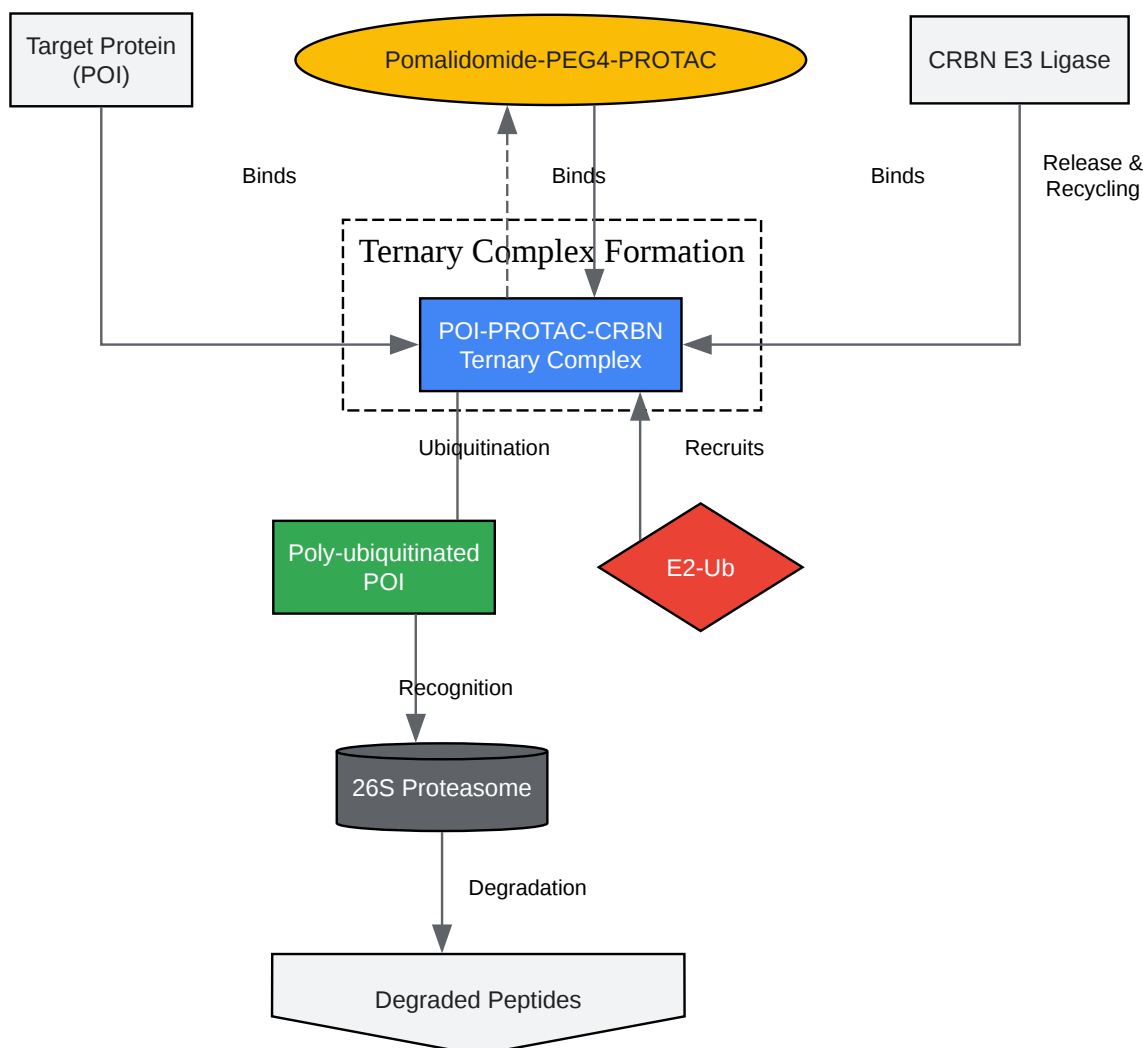 Target Protein
(POI)
Pomalidomide-PEG4-PROTAC
CRBN E3 Ligase
Binds
Binds
Binds
Release &
Recycling
Ternary Complex Formation
POI-PROTAC-CRBN
Ternary Complex
Ubiquitination
Recruits
Poly-ubiquitinated
POI
E2-Ub
Recognition
26S Proteasome
Degradation
Degraded Peptides